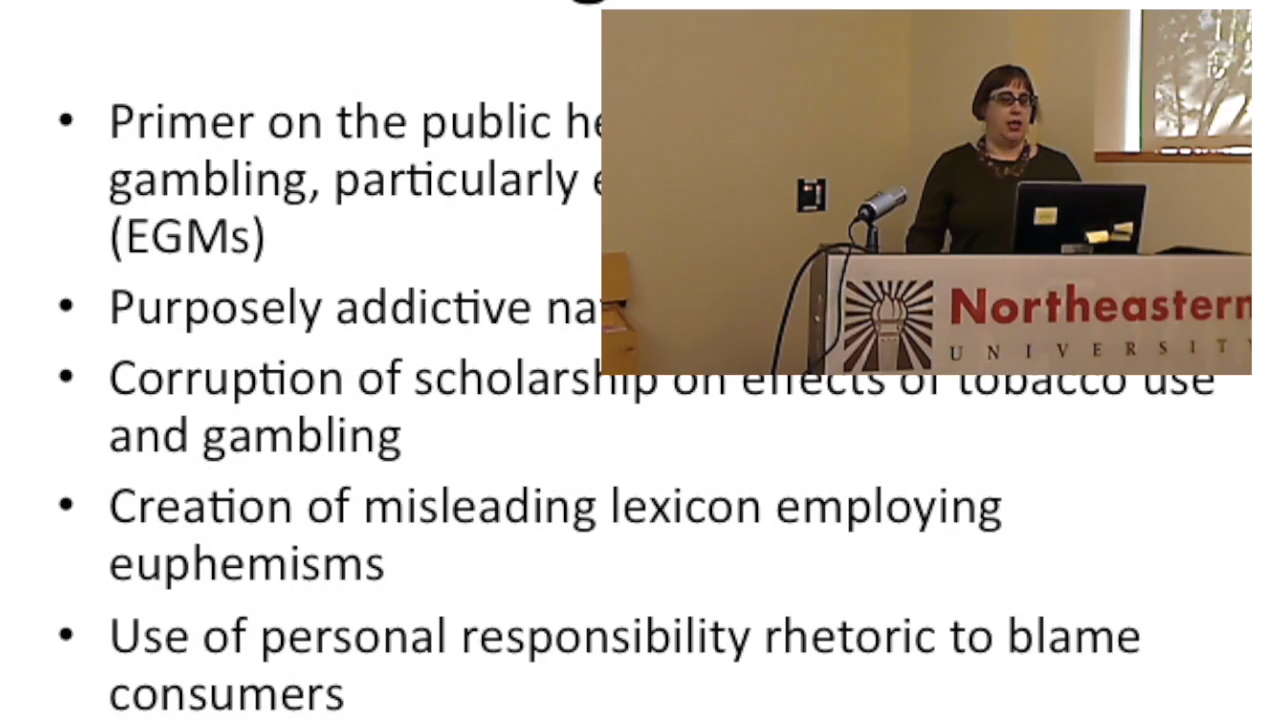 Primer on the public he
gambling, particularly e
(EGMs)
Purposely addictive na
Corruption of scholarship on effects of tobacco use
and gambling
Creation of misleading lexicon employing
euphemisms
Use of personal responsibility rhetoric to blame
consumers
Northeastern
UNIVERSITY